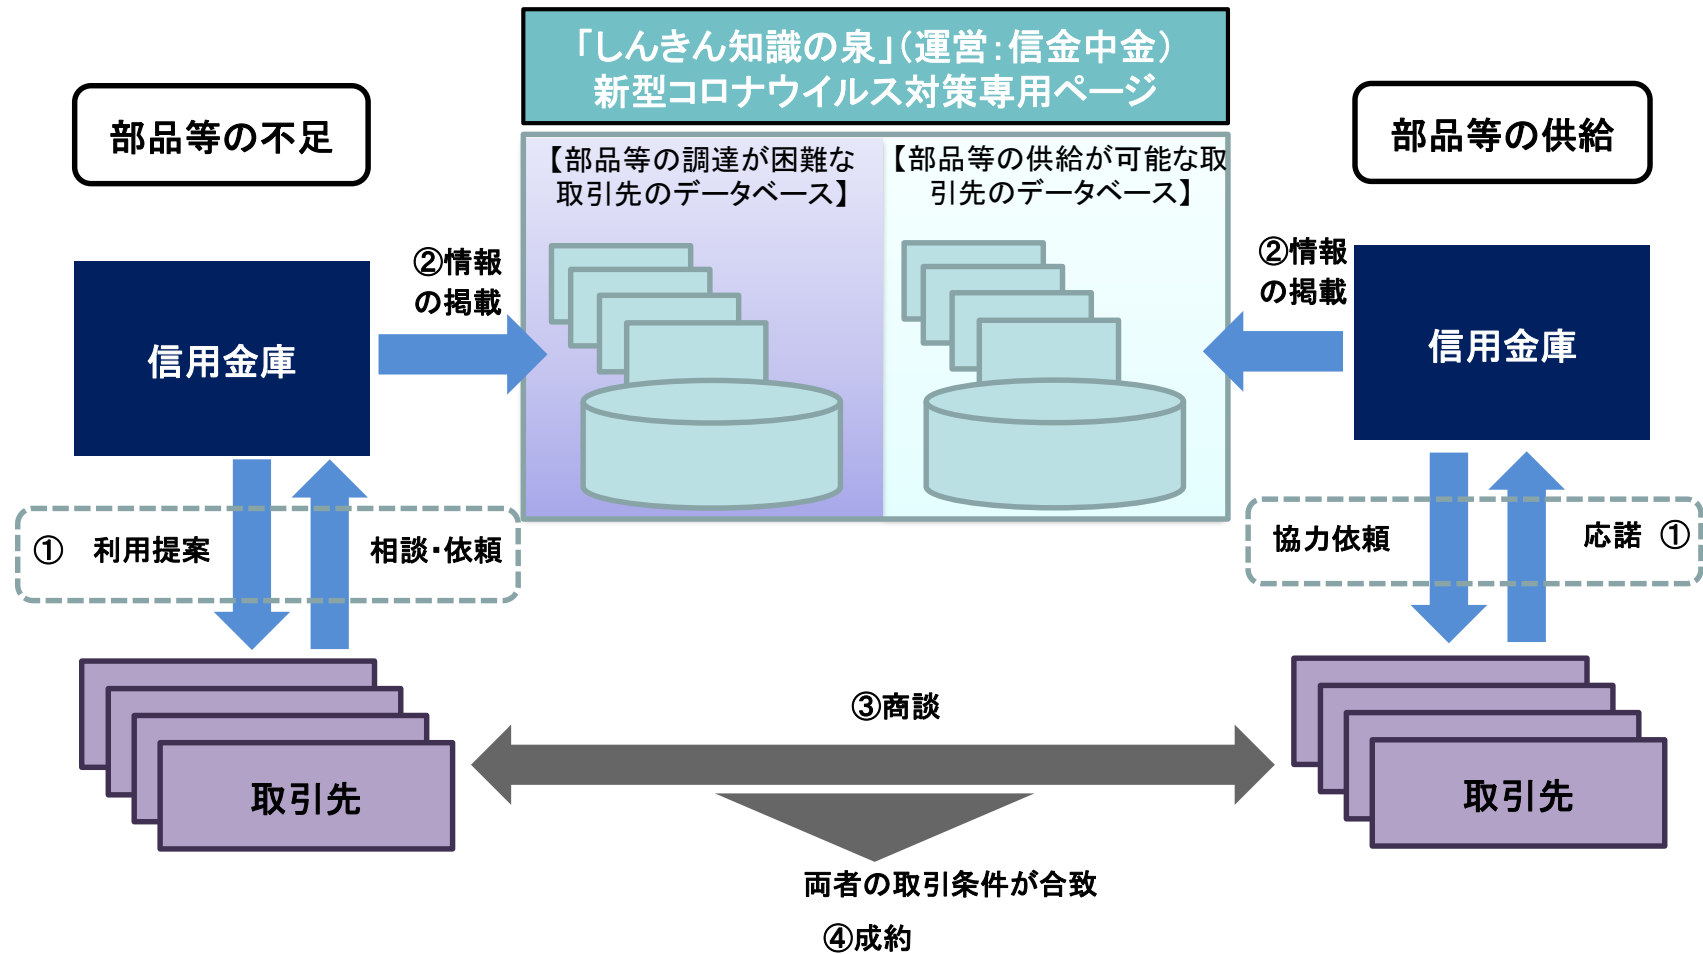 「しんきん知識の泉」（運営：信金中金）
新型コロナウイルス対策専用ページ
部品等の不足
部品等の供給
【部品等の調達が困難な
取引先のデータベース】
【部品等の供給が可能な取
引先のデータベース】
②情報
の掲載
②情報
の掲載
信用金庫
信用金庫
① 利用提案
相談・依頼
協力依頼
応諾 ①
③商談
取引先
取引先
両者の取引条件が合致
④成約